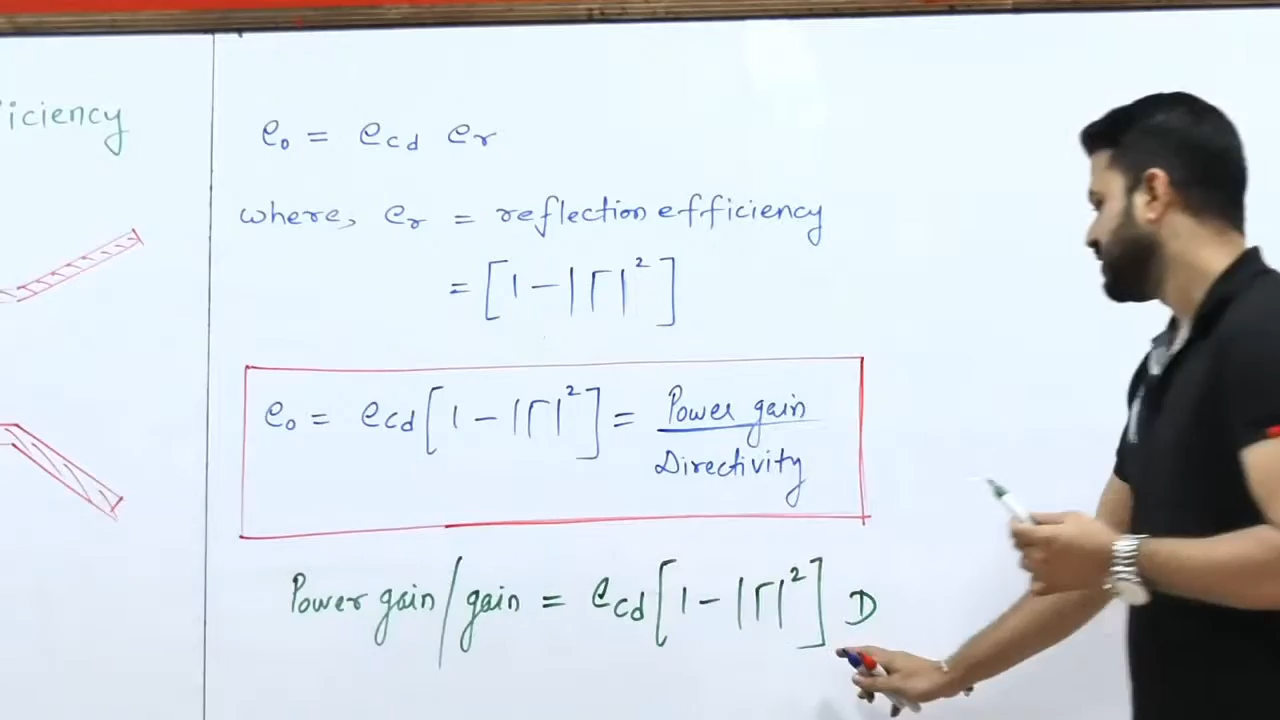 iciency
e₀ = e_cd e_r
where, e_r = reflection efficiency
= [1 - |Γ|²]
e₀ = e_cd [1 - |Γ|²] = Power gain / Directivity
Power gain / gain = e_cd [1 - |Γ|²] D